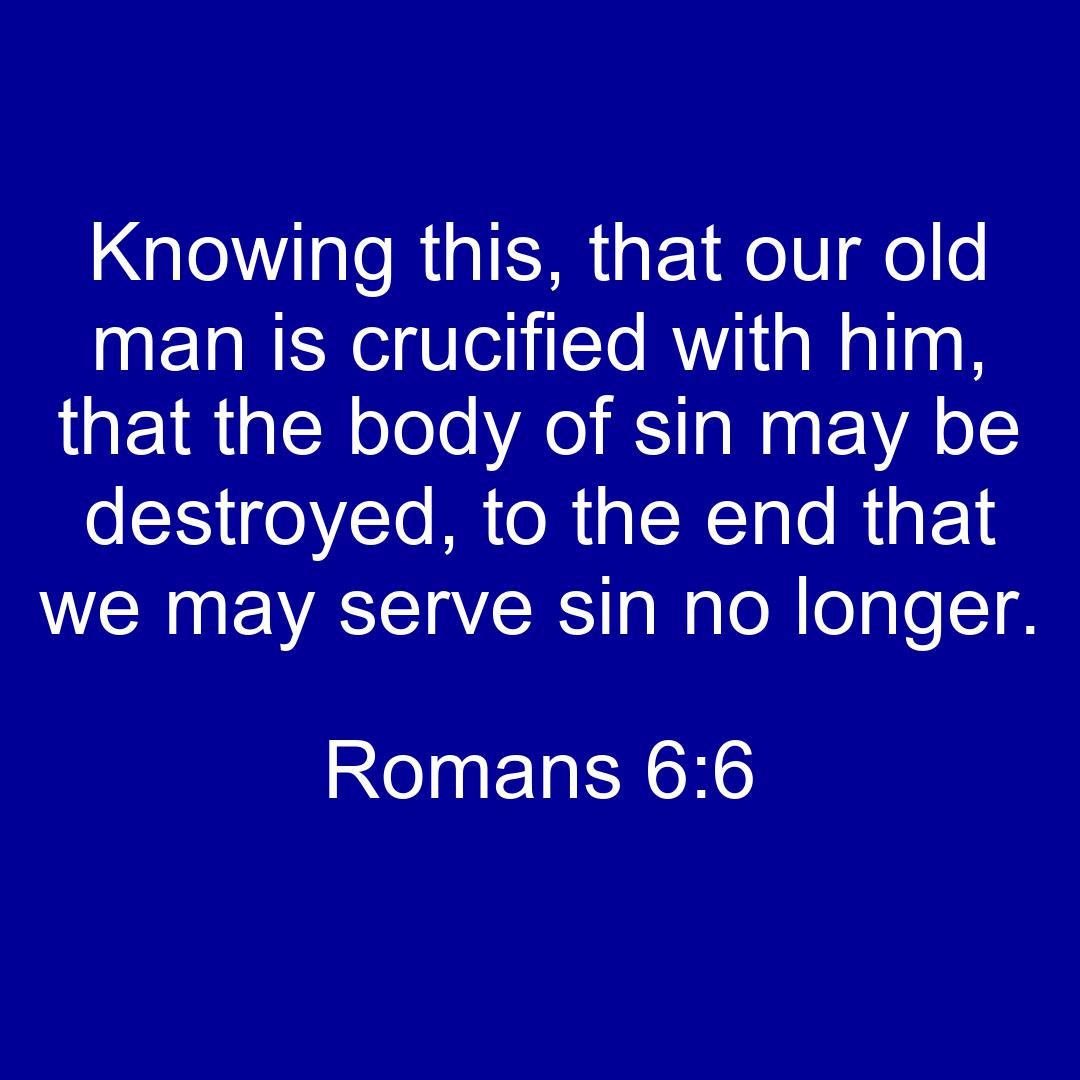 Knowing this, that our old
man is crucified with him,
that the body of sin may be
destroyed, to the end that
we may serve sin no longer.
Romans 6:6